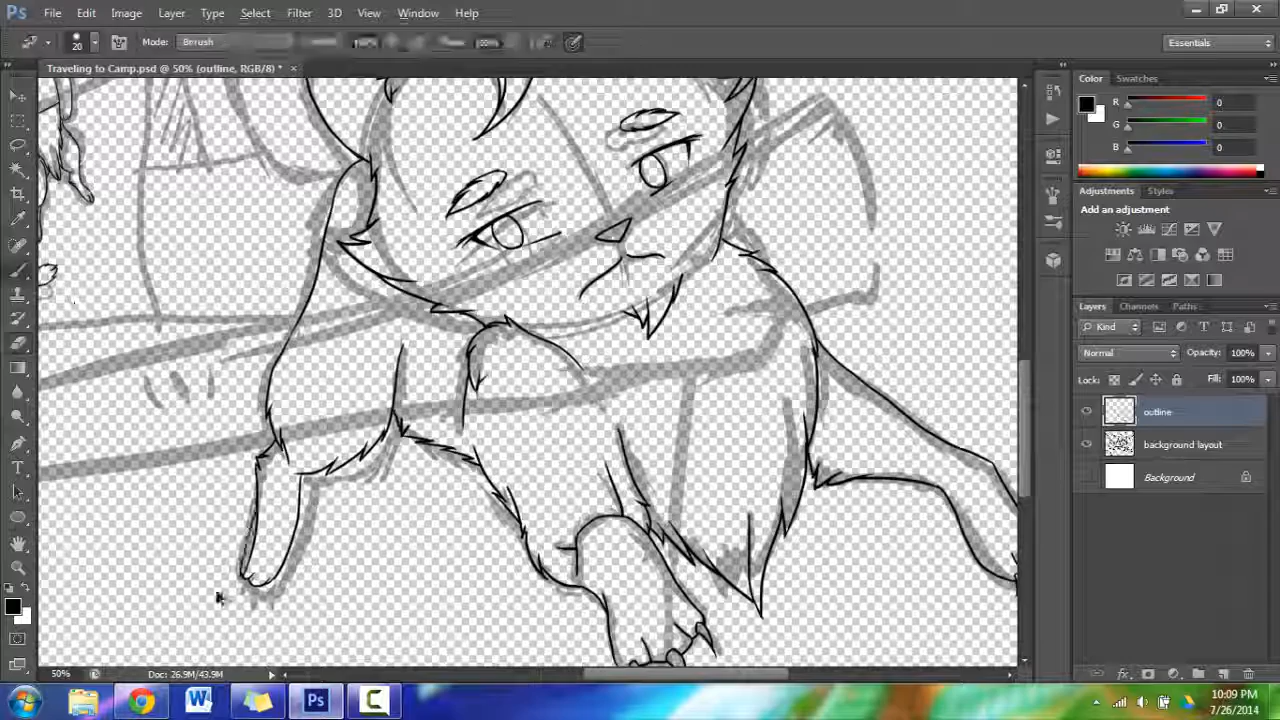 Ps File Edit Image Layer Type Select Filter 3D View Window Help
20 Mode: Brush Essentials
Traveling to Camp.psd @ 50% (outline, RGB/8) * ×
Color Swatches
R 0
G 0
B 0
Adjustments Styles
Add an adjustment
Layers Channels Paths
Kind
Normal Opacity: 100%
Lock: Fill: 100%
outline
background layout
Background
50% Doc: 26.9M/43.9M
W Ps C
10:09 PM
7/26/2014